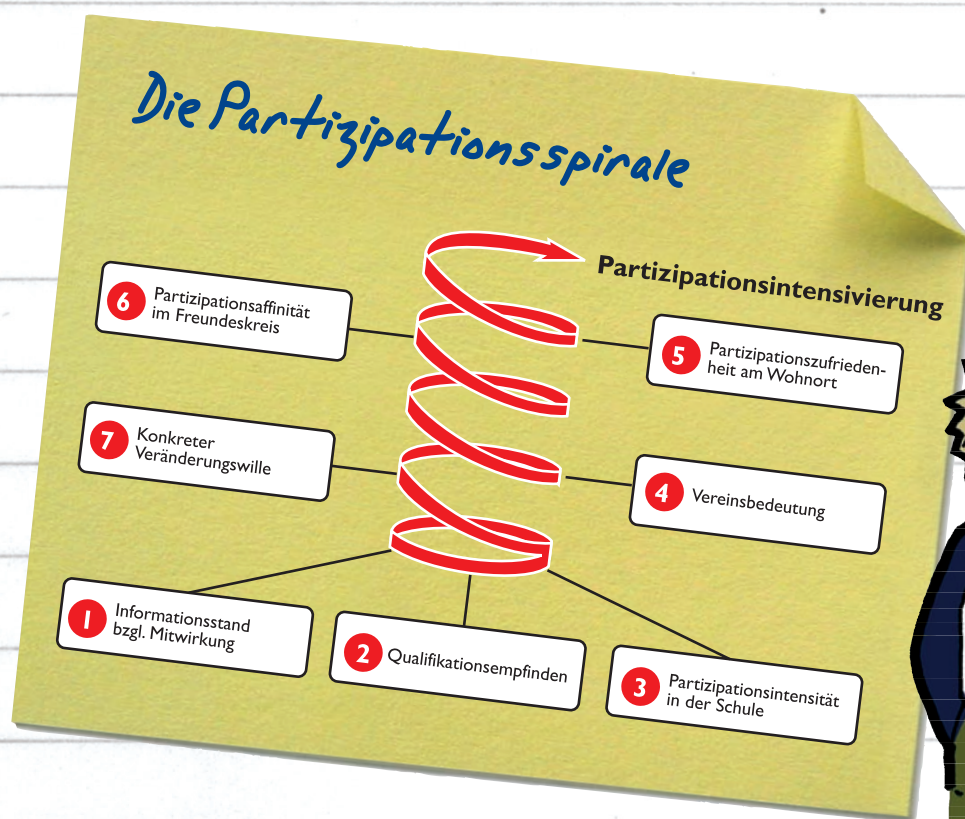 Die Partizipationsspirale
Partizipationsintensivierung
6 Partizipationsaffinität
im Freundeskreis
5 Partizipationszufrieden-
heit am Wohnort
7 Konkreter
Veränderungswille
4 Vereinsbedeutung
1 Informationsstand
bzgl. Mitwirkung
2 Qualifikationsempfinden
3 Partizipationsintensität
in der Schule